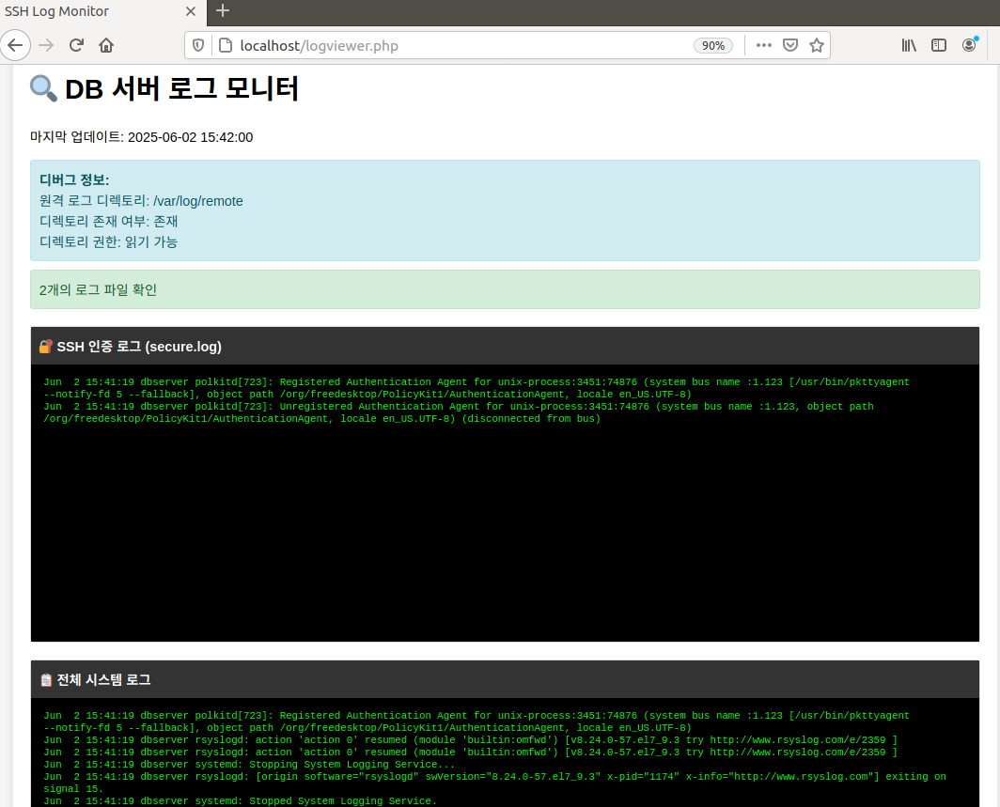 SSH Log Monitor
localhost/logviewer.php
90%
DB 서버 로그 모니터
마지막 업데이트: 2025-06-02 15:42:00
디버그 정보:
원격 로그 디렉토리: /var/log/remote
디렉토리 존재 여부: 존재
디렉토리 권한: 읽기 가능
2개의 로그 파일 확인
SSH 인증 로그 (secure.log)
Jun  2 15:41:19 dbserver polkitd[723]: Registered Authentication Agent for unix-process:3451:74876 (system bus name :1.123 [/usr/bin/pkttyagent
--notify-fd 5 --fallback], object path /org/freedesktop/PolicyKit1/AuthenticationAgent, locale en_US.UTF-8)
Jun  2 15:41:19 dbserver polkitd[723]: Unregistered Authentication Agent for unix-process:3451:74876 (system bus name :1.123, object path
/org/freedesktop/PolicyKit1/AuthenticationAgent, locale en_US.UTF-8) (disconnected from bus)
전체 시스템 로그
Jun  2 15:41:19 dbserver polkitd[723]: Registered Authentication Agent for unix-process:3451:74876 (system bus name :1.123 [/usr/bin/pkttyagent
--notify-fd 5 --fallback], object path /org/freedesktop/PolicyKit1/AuthenticationAgent, locale en_US.UTF-8)
Jun  2 15:41:19 dbserver rsyslogd: action 'action 0' resumed (module 'builtin:omfwd') [v8.24.0-57.el7_9.3 try http://www.rsyslog.com/e/2359 ]
Jun  2 15:41:19 dbserver rsyslogd: action 'action 0' resumed (module 'builtin:omfwd') [v8.24.0-57.el7_9.3 try http://www.rsyslog.com/e/2359 ]
Jun  2 15:41:19 dbserver systemd: Stopping System Logging Service...
Jun  2 15:41:19 dbserver rsyslogd: [origin software="rsyslogd" swVersion="8.24.0-57.el7_9.3" x-pid="1174" x-info="http://www.rsyslog.com"] exiting on
signal 15.
Jun  2 15:41:19 dbserver systemd: Stopped System Logging Service.